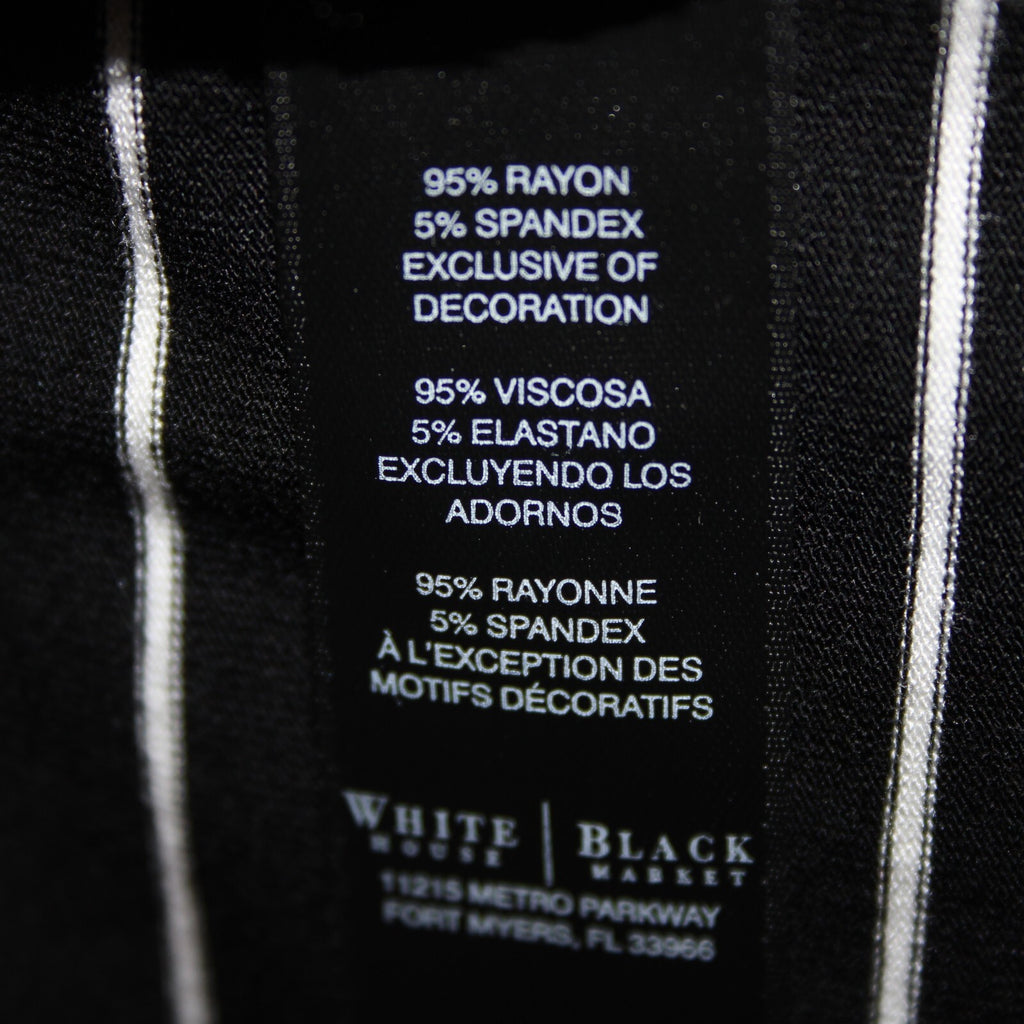 95% RAYON
5% SPANDEX
EXCLUSIVE OF
DECORATION
95% VISCOSA
5% ELASTANO
EXCLUYENDO LOS
ADORNOS
95% RAYONNE
5% SPANDEX
À L'EXCEPTION DES
MOTIFS DÉCORATIFS
WHITE | BLACK
HOUSE MARKET
11215 METRO PARKWAY
FORT MYERS, FL 33966